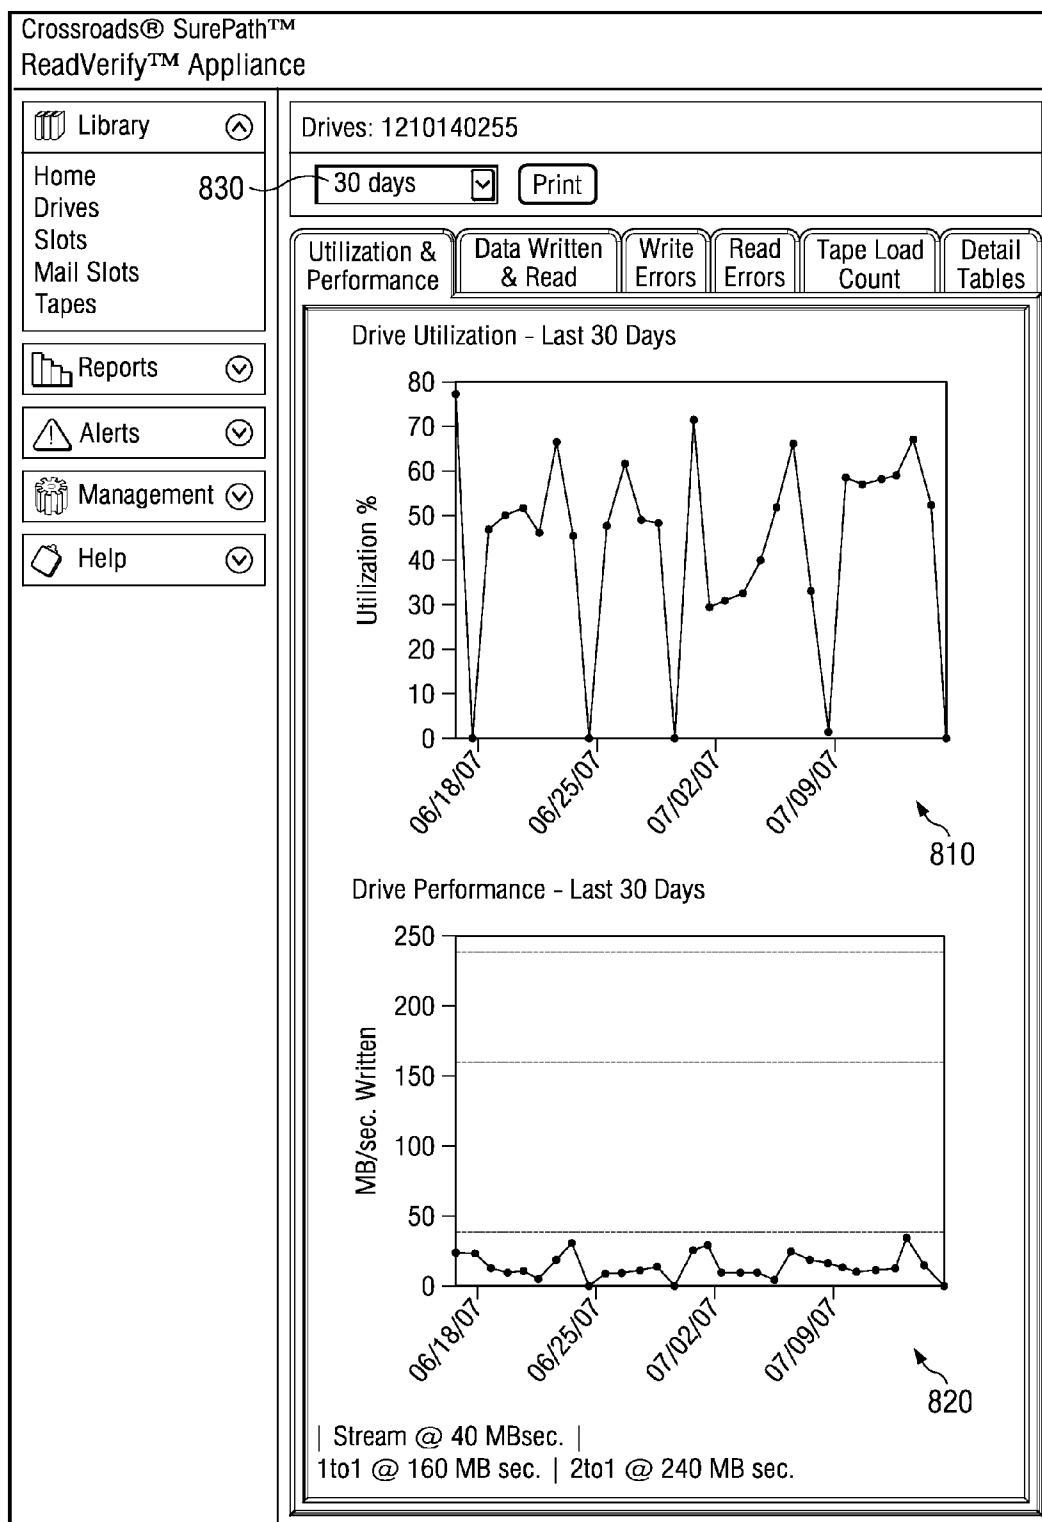 Crossroads® SurePath™
ReadVerify™ Appliance
Library
Home
Drives
Slots
Mail Slots
Tapes
Reports
Alerts
Management
Help
Drives: 1210140255
830
30 days
Print
Utilization &
Performance
Data Written
& Read
Write
Errors
Read
Errors
Tape Load
Count
Detail
Tables
Drive Utilization - Last 30 Days
Utilization %
80
70
60
50
40
30
20
10
0
06/18/07
06/25/07
07/02/07
07/09/07
810
Drive Performance - Last 30 Days
MB/sec. Written
250
200
150
100
50
0
06/18/07
06/25/07
07/02/07
07/09/07
820
| Stream @ 40 MBsec. |
1to1 @ 160 MB sec. | 2to1 @ 240 MB sec.